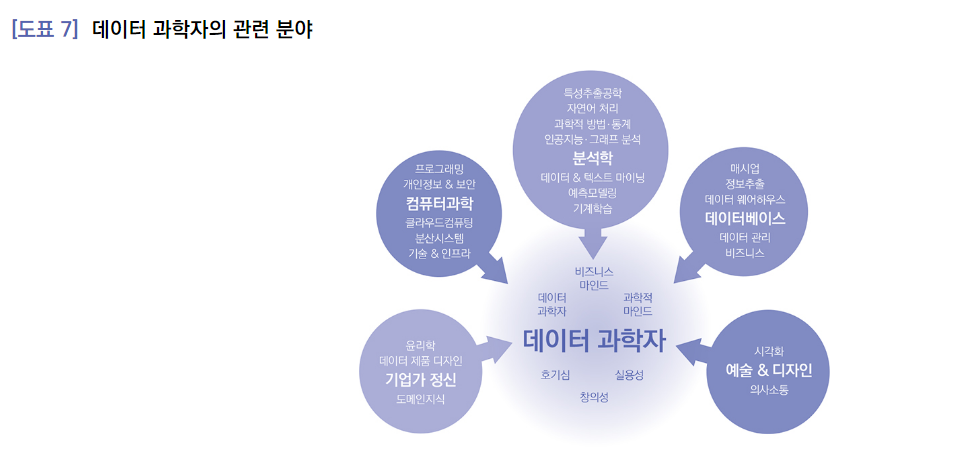 [도표 7] 데이터 과학자의 관련 분야
특성추출공학
자연어 처리
과학적 방법·통계
인공지능·그래프 분석
분석학
데이터 & 텍스트 마이닝
예측모델링
기계학습
프로그래밍
개인정보 & 보안
컴퓨터과학
클라우드컴퓨팅
분산시스템
기술 & 인프라
매시업
정보추출
데이터 웨어하우스
데이터베이스
데이터 관리
비즈니스
비즈니스
마인드
데이터
과학자
과학적
마인드
데이터 과학자
호기심
실용성
창의성
윤리학
데이터 제품 디자인
기업가 정신
도메인지식
시각화
예술 & 디자인
의사소통